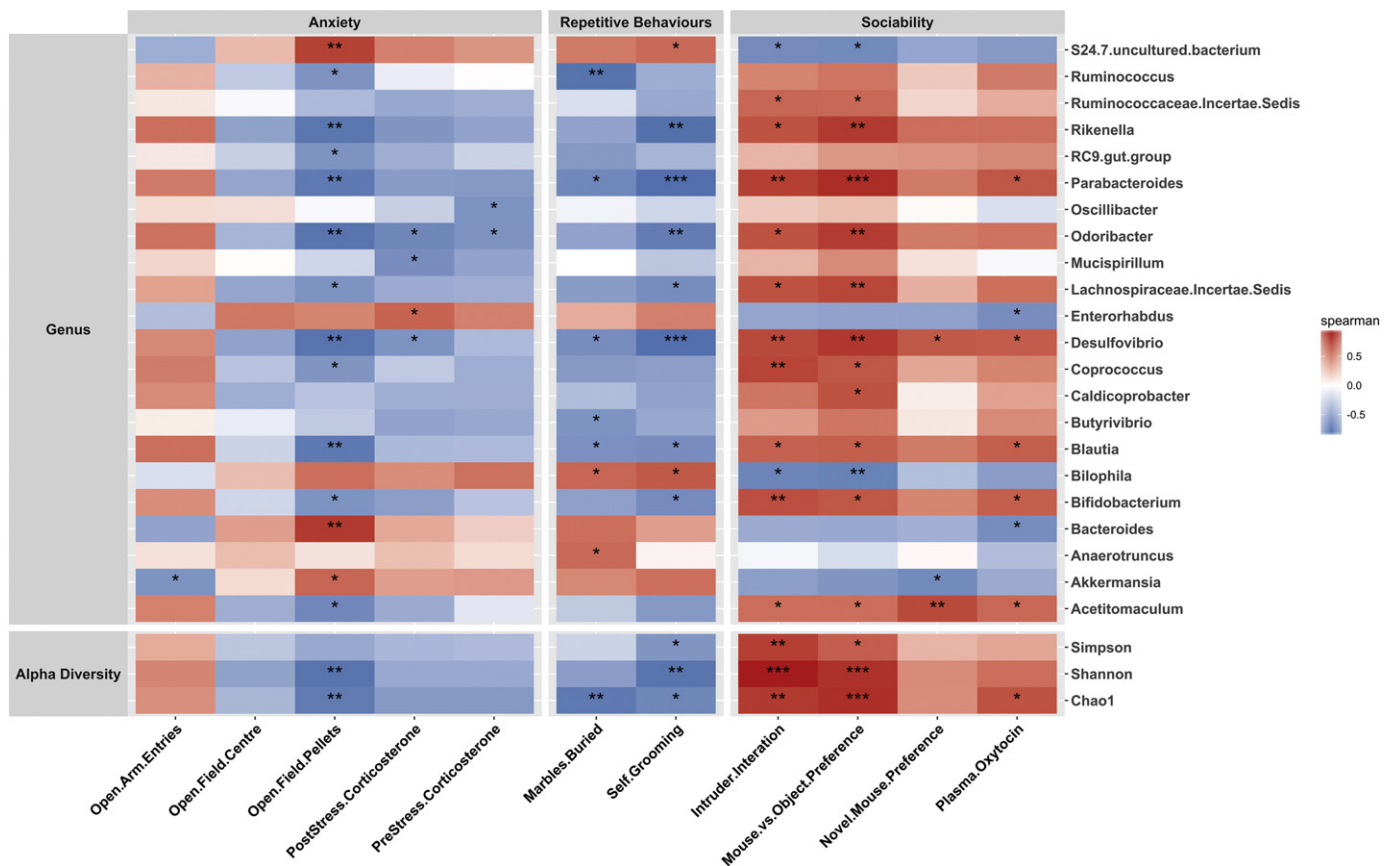 Anxiety Repetitive Behaviours Sociability
** * * * S24.7.uncultured.bacterium
* ** Ruminococcus
* * Ruminococcaceae.Incertae.Sedis
** ** * ** Rikenella
* RC9.gut.group
** * *** ** *** * Parabacteroides
* Oscillibacter
** * * ** * ** Odoribacter
* Mucispirillum
* * * ** Lachnospiraceae.Incertae.Sedis
Genus
* * Enterorhabdus
spearman
** * * *** ** ** * * Desulfovibrio
0.5
0.0
-0.5
* ** * Coprococcus
* Caldicoprobacter
* Butyrivibrio
** * * * * * Blautia
* * * ** Bilophila
* * ** * * Bifidobacterium
** * Bacteroides
* Anaerotruncus
* * * Akkermansia
* * * ** * Acetitomaculum
Alpha Diversity
* ** * Simpson
** ** *** *** Shannon
** ** * ** *** * Chao1
Open.Arm.Entries
Open.Field.Centre
Open.Field.Pellets
PostStress.Corticosterone
PreStress.Corticosterone
Marbles.Buried
Self.Grooming
Intruder.Interation
Mouse.vs.Object.Preference
Novel.Mouse.Preference
Plasma.Oxytocin